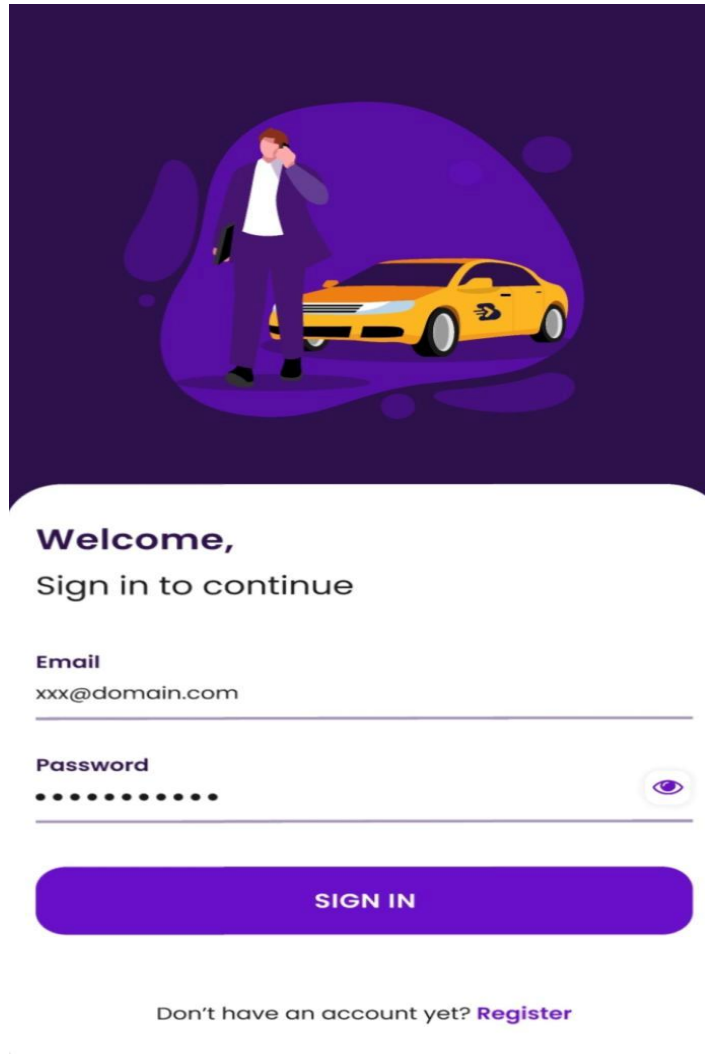 Welcome,
Sign in to continue
Email
xxx@domain.com
Password
SIGN IN
Don’t have an account yet? Register